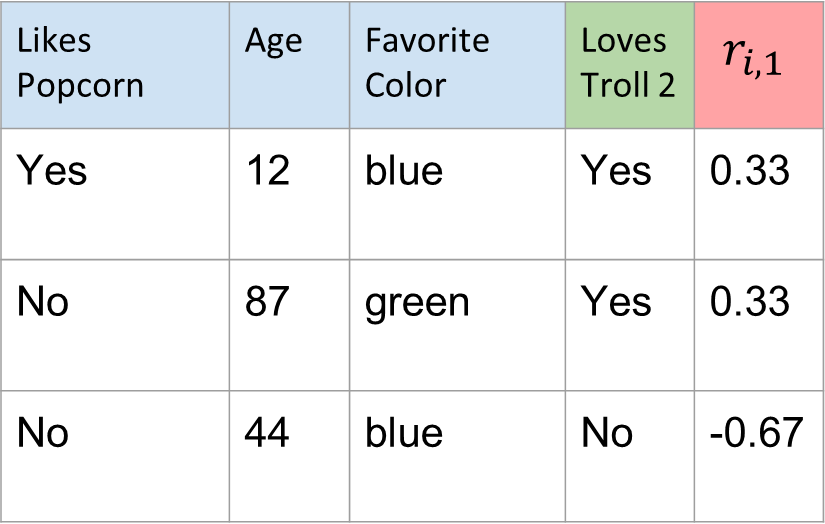 Likes Popcorn Age Favorite Color Loves Troll 2 r_{i,1}
Yes 12 blue Yes 0.33
No 87 green Yes 0.33
No 44 blue No -0.67